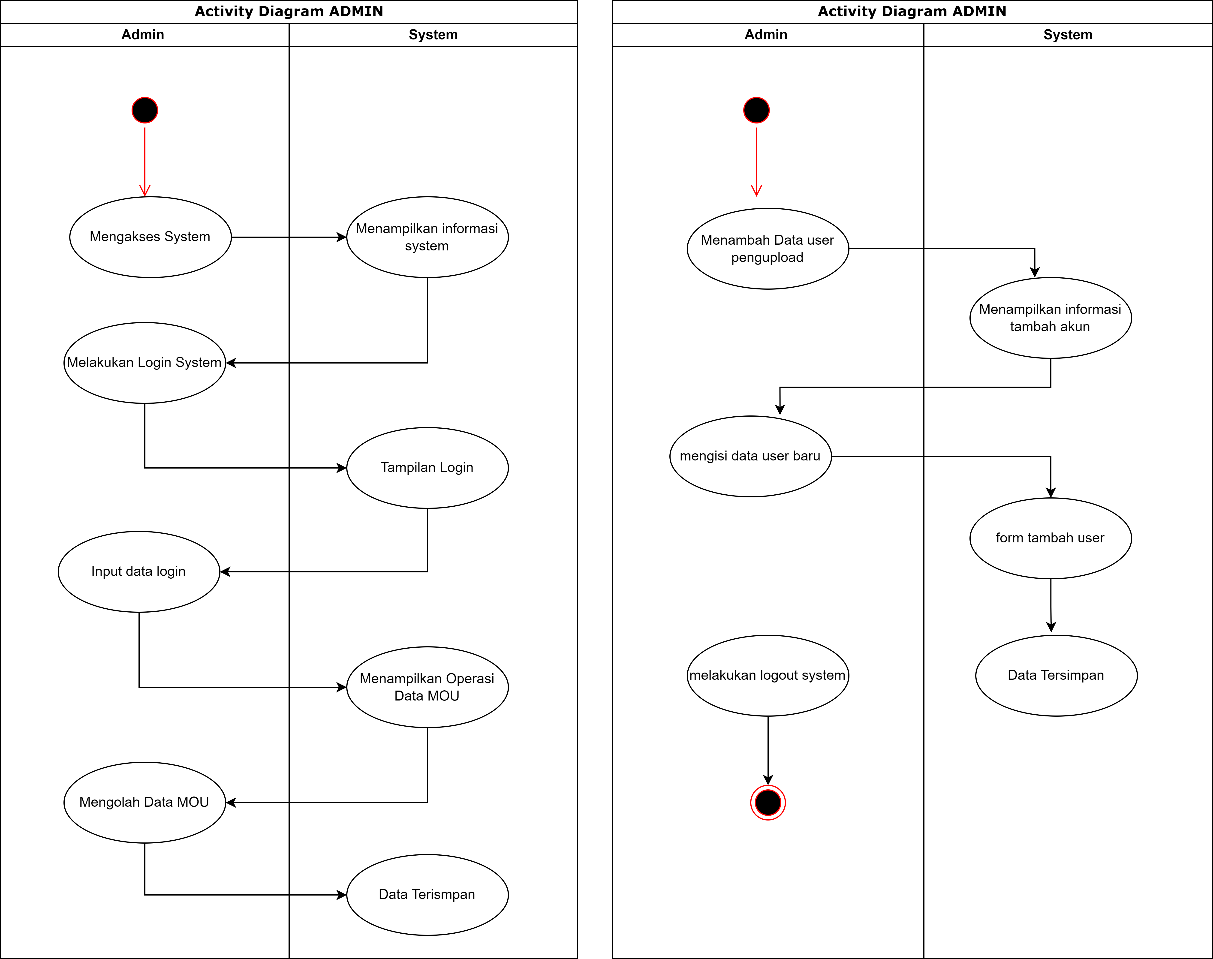 Activity Diagram ADMIN
Admin
System
Mengakses System
Menampilkan informasi
system
Melakukan Login System
Tampilan Login
Input data login
Menampilkan Operasi
Data MOU
Mengolah Data MOU
Data Terismpan
Activity Diagram ADMIN
Admin
System
Menambah Data user
pengupload
Menampilkan informasi
tambah akun
mengisi data user baru
form tambah user
melakukan logout system
Data Tersimpan